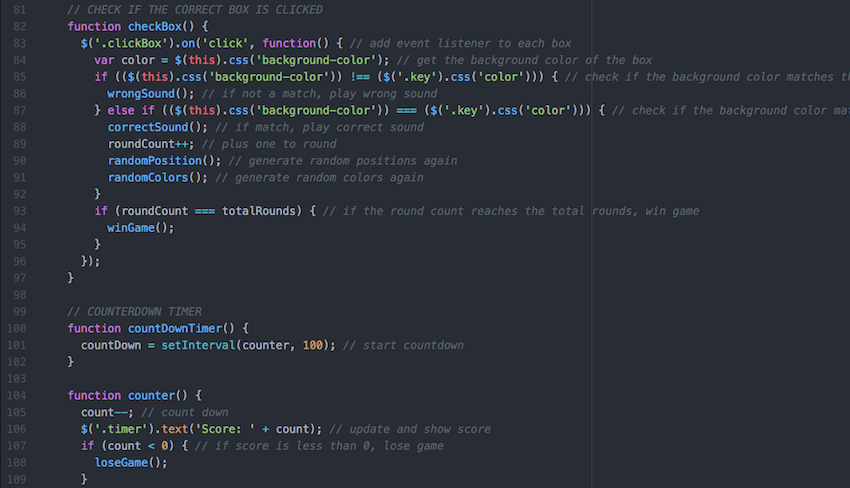 81 // CHECK IF THE CORRECT BOX IS CLICKED
82 function checkBox() {
83 $('.clickBox').on('click', function() { // add event listener to each box
84 var color = $(this).css('background-color'); // get the background color of the box
85 if (($(this).css('background-color')) !== ($('.key').css('color'))) { // check if the background color matches th
86 wrongSound(); // if not a match, play wrong sound
87 } else if (($(this).css('background-color')) === ($('.key').css('color'))) { // check if the background color mat
88 correctSound(); // if match, play correct sound
89 roundCount++; // plus one to round
90 randomPosition(); // generate random positions again
91 randomColors(); // generate random colors again
92 }
93 if (roundCount === totalRounds) { // if the round count reaches the total rounds, win game
94 winGame();
95 }
96 });
97 }
98
99 // COUNTERDOWN TIMER
100 function countDownTimer() {
101 countDown = setInterval(counter, 100); // start countdown
102 }
103
104 function counter() {
105 count--; // count down
106 $('.timer').text('Score: ' + count); // update and show score
107 if (count < 0) { // if score is less than 0, lose game
108 loseGame();
109 }